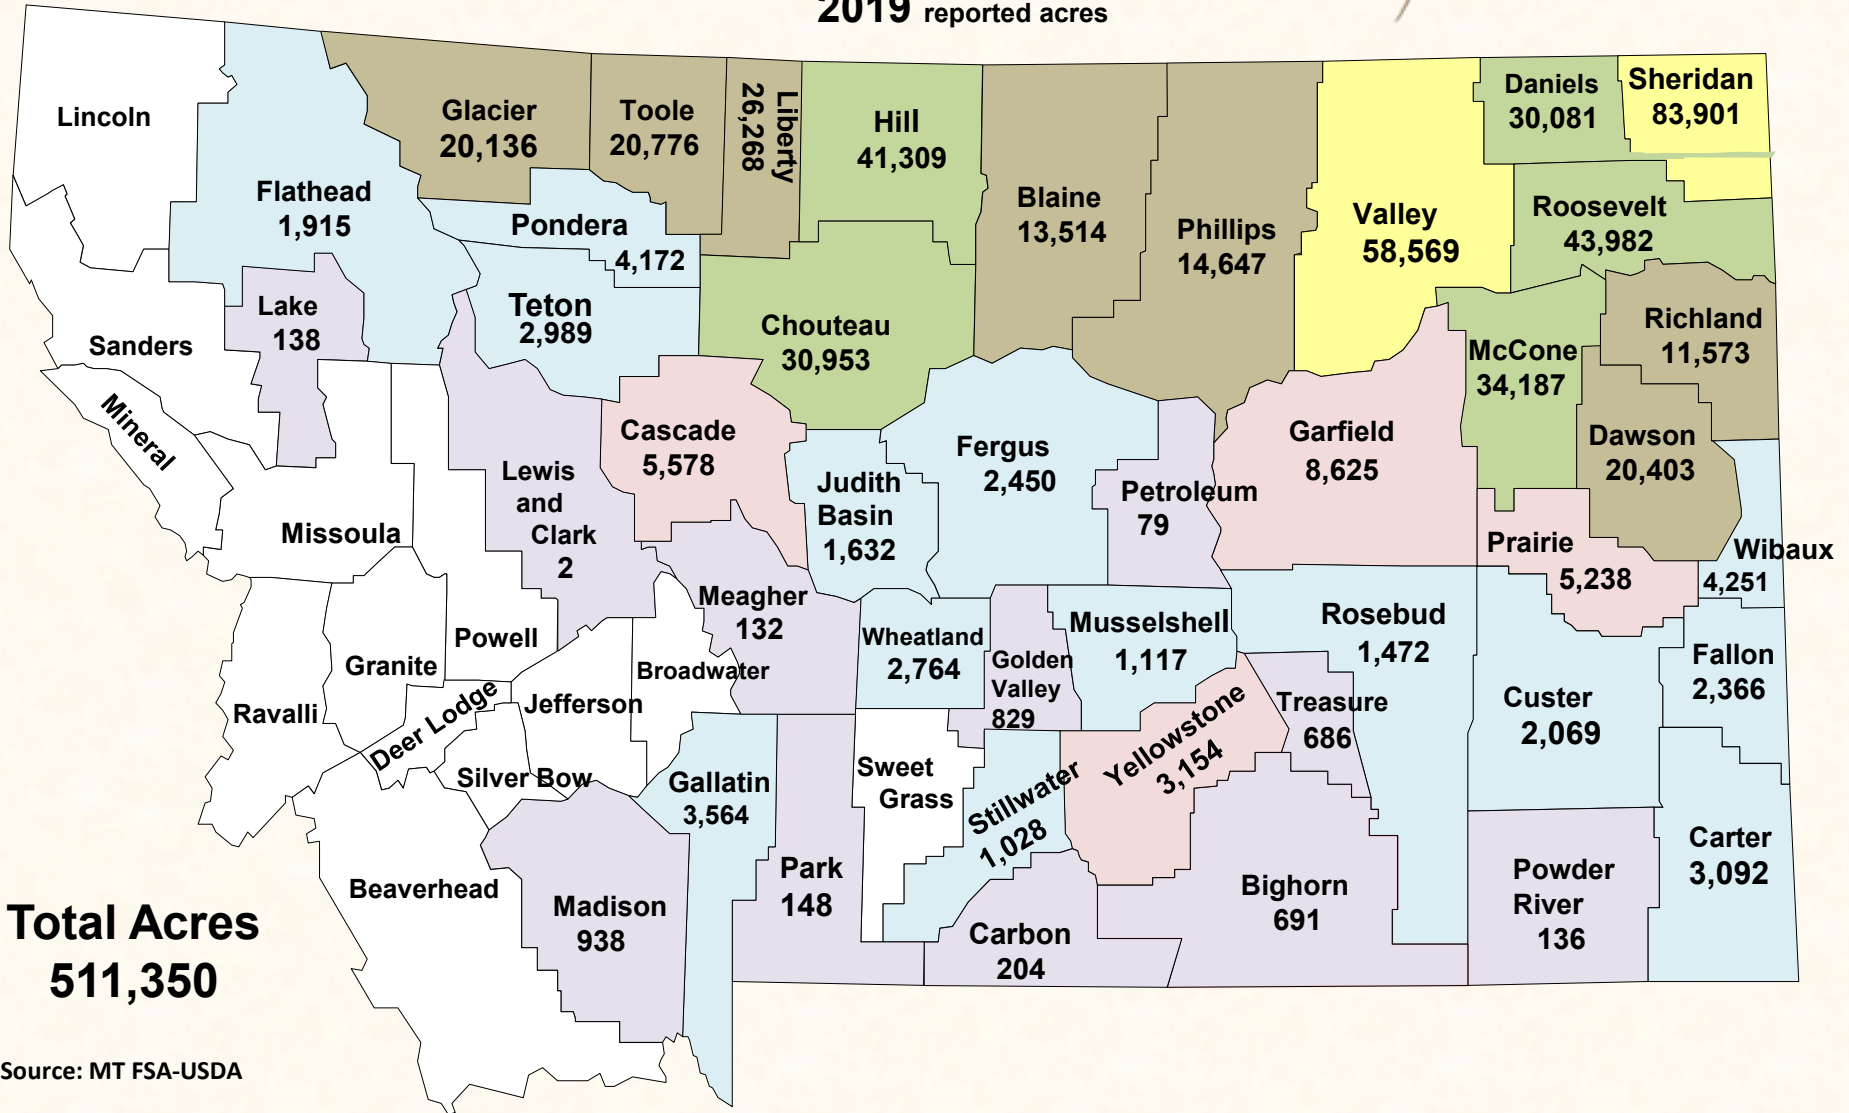 2019 reported acres
Lincoln
Flathead
1,915
Glacier
20,136
Toole
20,776
Liberty
26,268
Hill
41,309
Blaine
13,514
Phillips
14,647
Valley
58,569
Daniels
30,081
Sheridan
83,901
Roosevelt
43,982
Pondera
4,172
Teton
2,989
Lake
138
Sanders
Mineral
Chouteau
30,953
Richland
11,573
McCone
34,187
Dawson
20,403
Garfield
8,625
Cascade
5,578
Judith
Basin
1,632
Fergus
2,450
Petroleum
79
Lewis
and
Clark
2
Missoula
Prairie
5,238
Wibaux
4,251
Meagher
132
Wheatland
2,764
Golden
Valley
829
Musselshell
1,117
Rosebud
1,472
Treasure
686
Custer
2,069
Fallon
2,366
Powell
Granite
Ravalli
Deer Lodge
Jefferson
Broadwater
Silver Bow
Gallatin
3,564
Sweet
Grass
Stillwater
1,028
Yellowstone
3,154
Park
148
Beaverhead
Madison
938
Carbon
204
Bighorn
691
Powder
River
136
Carter
3,092
Total Acres
511,350
Source: MT FSA-USDA